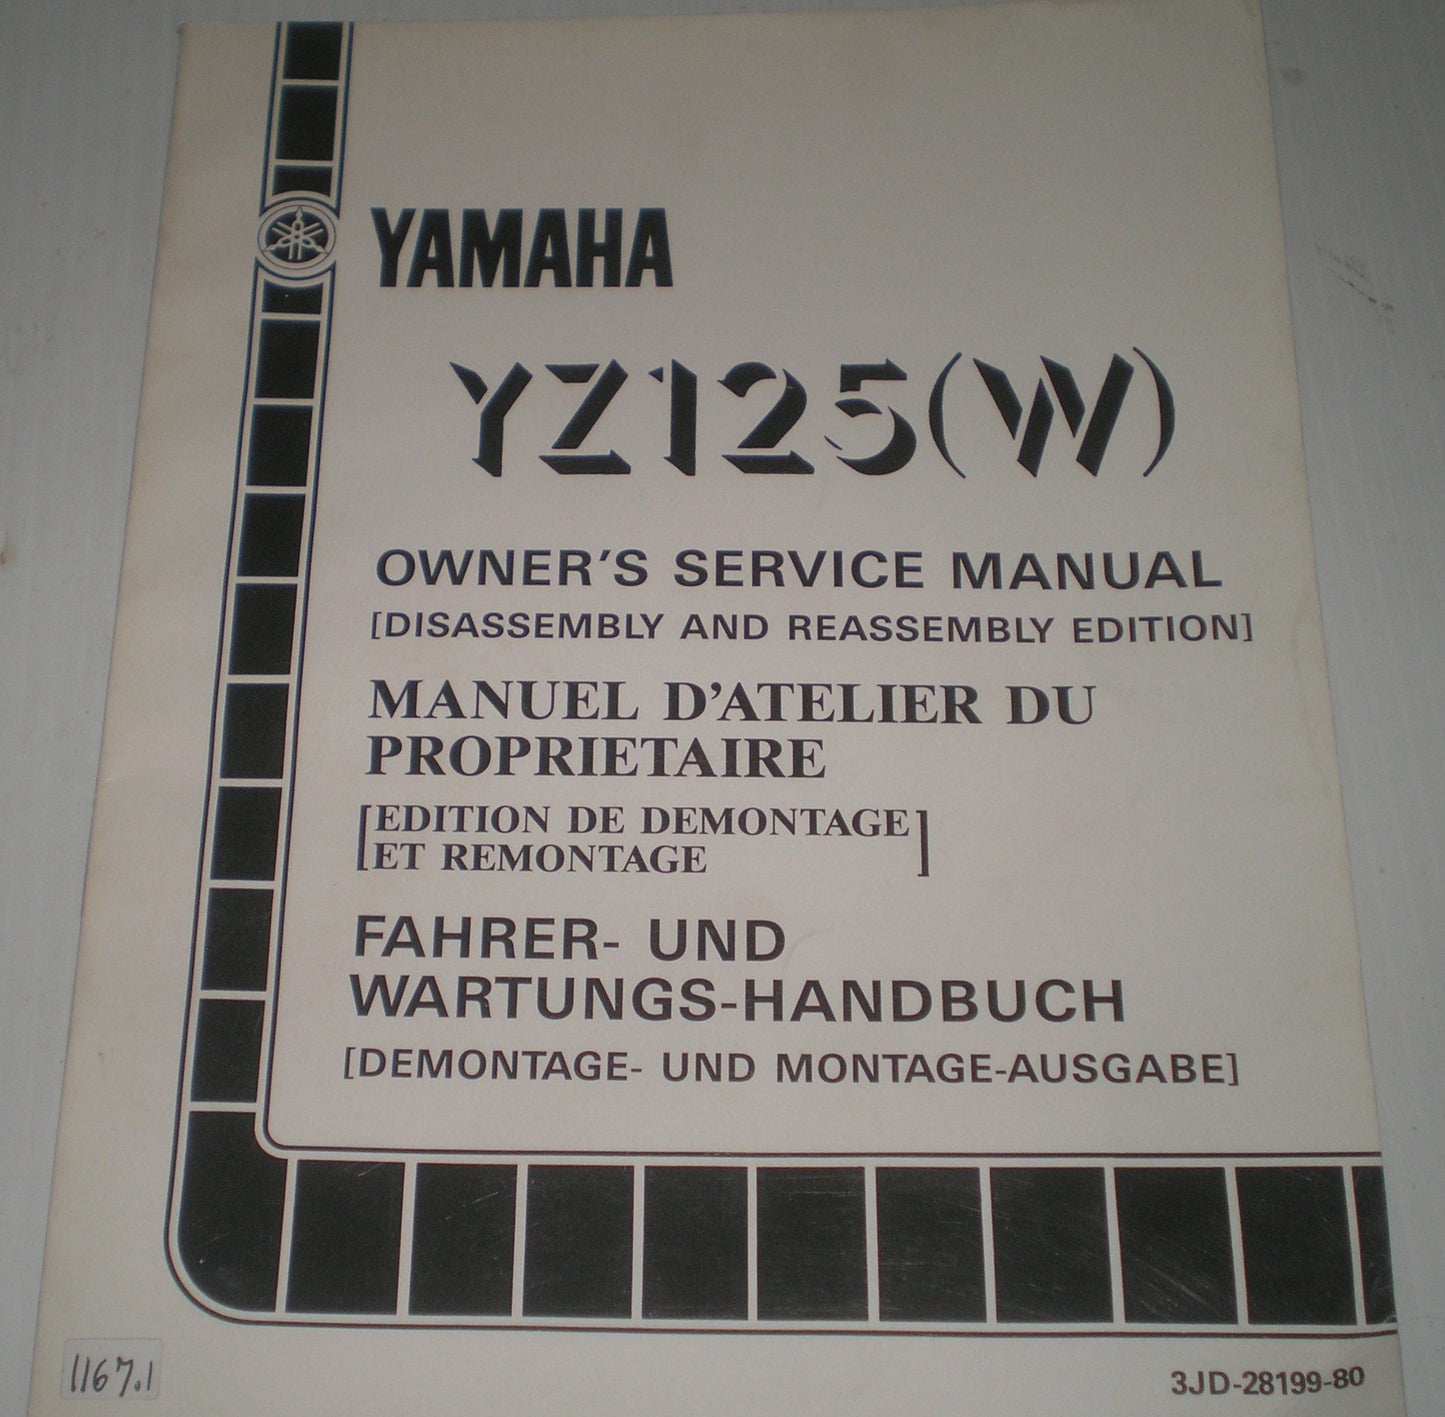 YAMAHA
YZ125(W)
OWNER'S SERVICE MANUAL
[DISASSEMBLY AND REASSEMBLY EDITION]
MANUEL D'ATELIER DU
PROPRIETAIRE
[EDITION DE DEMONTAGE
ET REMONTAGE]
FAHRER- UND
WARTUNGS-HANDBUCH
[DEMONTAGE- UND MONTAGE-AUSGABE]
1167.1
3JD-28199-80